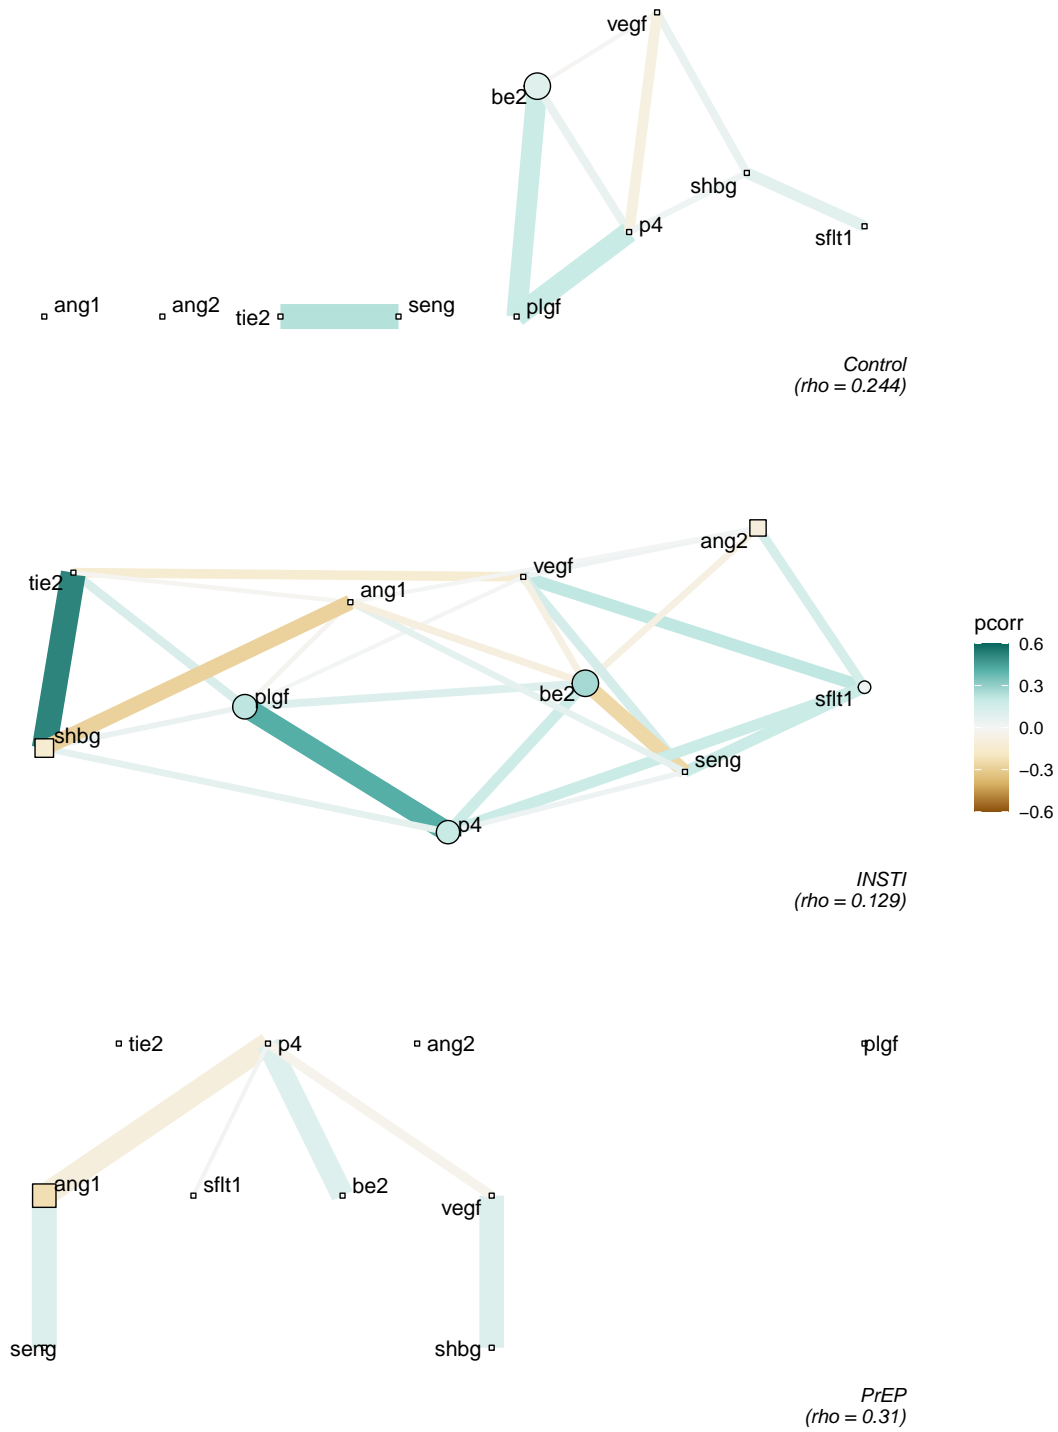 vegf
be2
shbg
p4
sflt1
ang1
ang2
tie2
seng
plgf
Control
(rho = 0.244)
ang2
vegf
tie2
ang1
pcorr
0.6
0.3
0.0
−0.3
−0.6
plgf
be2
sflt1
shbg
seng
p4
INSTI
(rho = 0.129)
tie2
p4
ang2
plgf
ang1
sflt1
be2
vegf
seng
shbg
PrEP
(rho = 0.31)